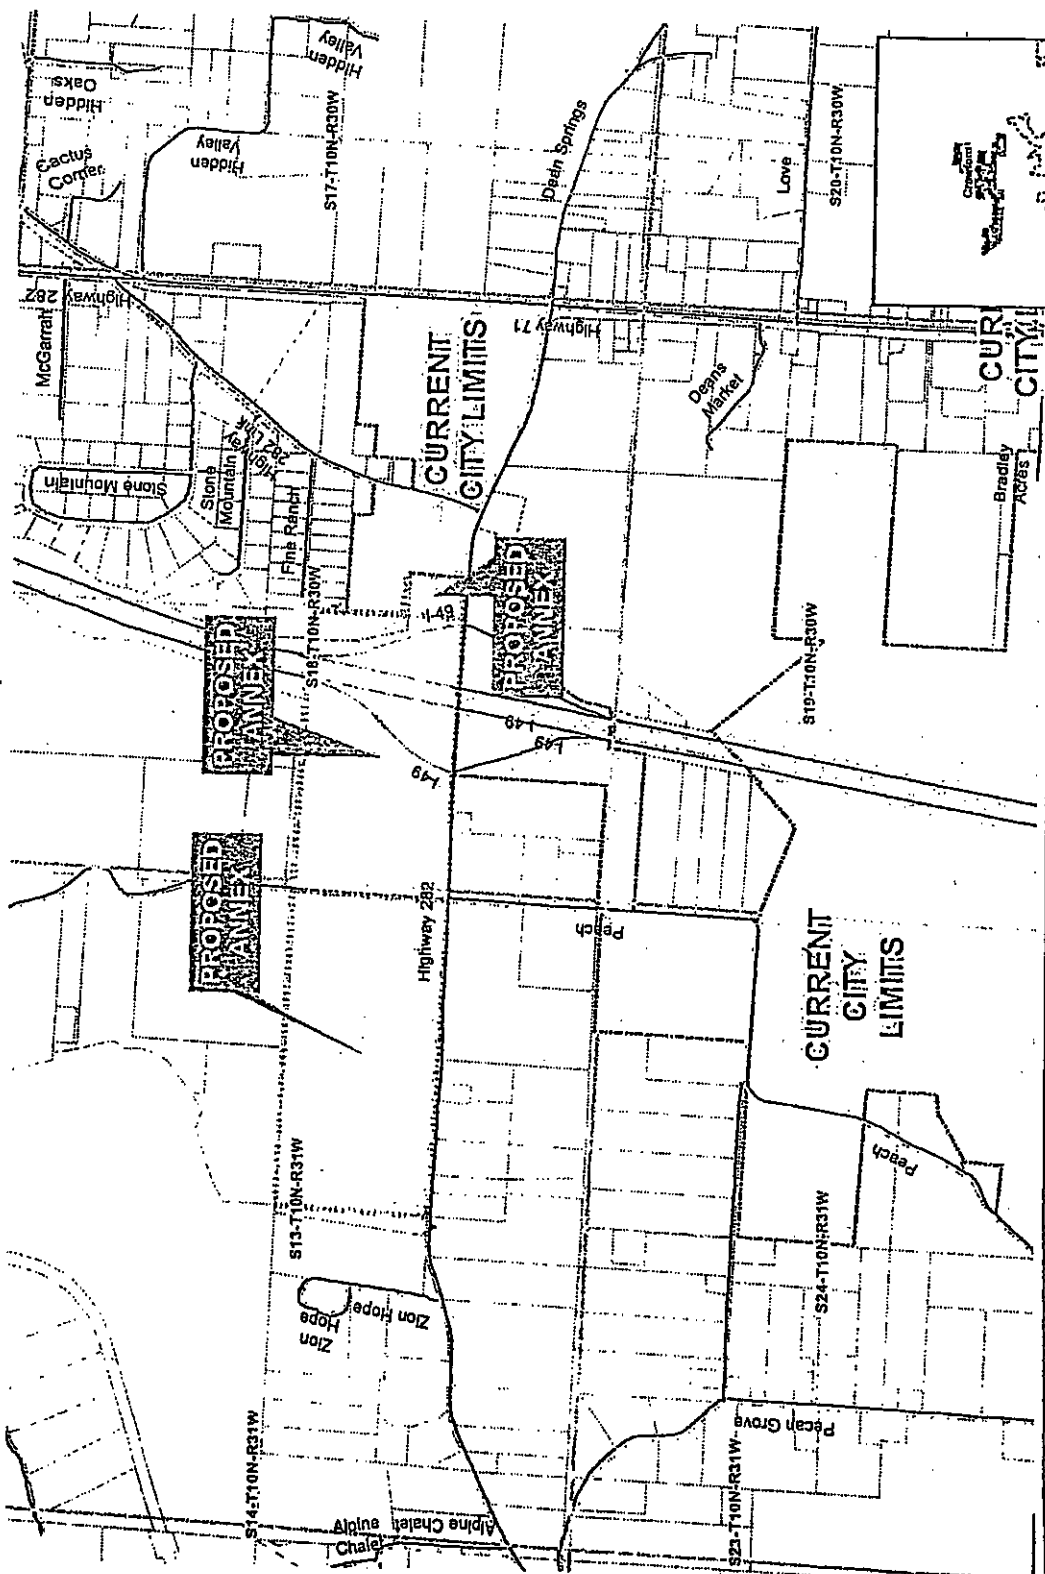 Hidden
Oaks
Cactus
Corner
Hidden
Valley
Hidden
Valley
S17-T10N-R30W
Dean Springs
Love
S20-T10N-R30W
Crawford
McGarrah
Highway 282
Highway 71
CURRENT
CITY LIMITS
Deans
Market
CURR
CITY L
Stone Mountain
Stone
Mountain
Highway
282 Link
Fine Ranch
Bradley
Acres
S18-T10N-R30W
I-49
PROPOSED
ANNEX
PROPOSED
ANNEX
S19-T10N-R30W
I-49
I-49
I-49
PROPOSED
ANNEX
Highway 282
Peach
CURRENT
CITY
LIMITS
S13-T10N-R31W
Peach
Zion
Hope
Zion Hope
S24-T10N-R31W
Pecan Grove
S14-T10N-R31W
Alpine
Chalet
Alpine Chalet
S23-T10N-R31W